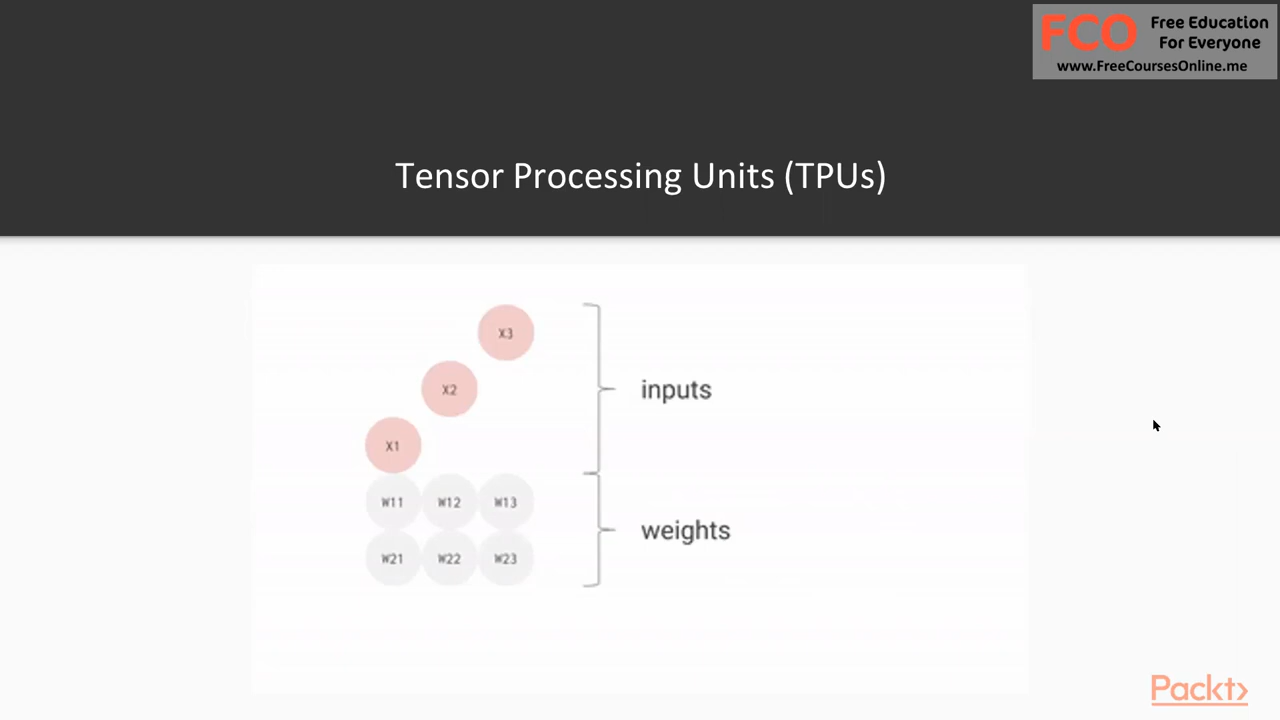 FCO
Free Education
For Everyone
www.FreeCoursesOnline.me
Tensor Processing Units (TPUs)
X3
X2
inputs
X1
W11 W12 W13
weights
W21 W22 W23
Packt>